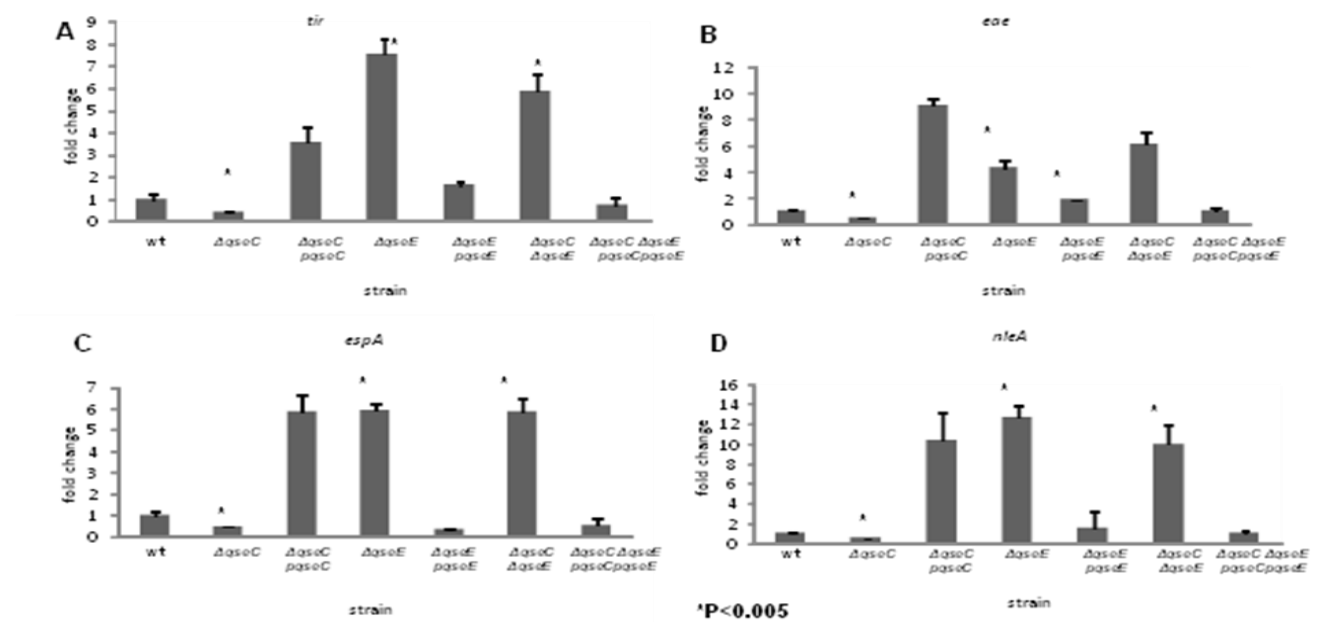 A
tir
9
8
7
6
5
4
3
2
1
0
fold change
*
*
*
wt
ΔqseC
ΔqseC
pqseC
ΔqseE
ΔqseE
pqseE
ΔqseC
ΔqseE
ΔqseC ΔqseE
pqseCpqseE
strain
B
eae
12
10
8
6
4
2
0
fold change
*
*
*
wt
ΔqseC
ΔqseC
pqseC
ΔqseE
ΔqseE
pqseE
ΔqseC
ΔqseE
ΔqseC ΔqseE
pqseCpqseE
strain
C
espA
7
6
5
4
3
2
1
0
fold change
*
*
*
wt
ΔqseC
ΔqseC
pqseC
ΔqseE
ΔqseE
pqseE
ΔqseC
ΔqseE
ΔqseC ΔqseE
pqseCpqseE
strain
D
nleA
16
14
12
10
8
6
4
2
0
fold change
*
*
*
wt
ΔqseC
ΔqseC
pqseC
ΔqseE
ΔqseE
pqseE
ΔqseC
ΔqseE
ΔqseC ΔqseE
pqseCpqseE
strain
*P<0.005